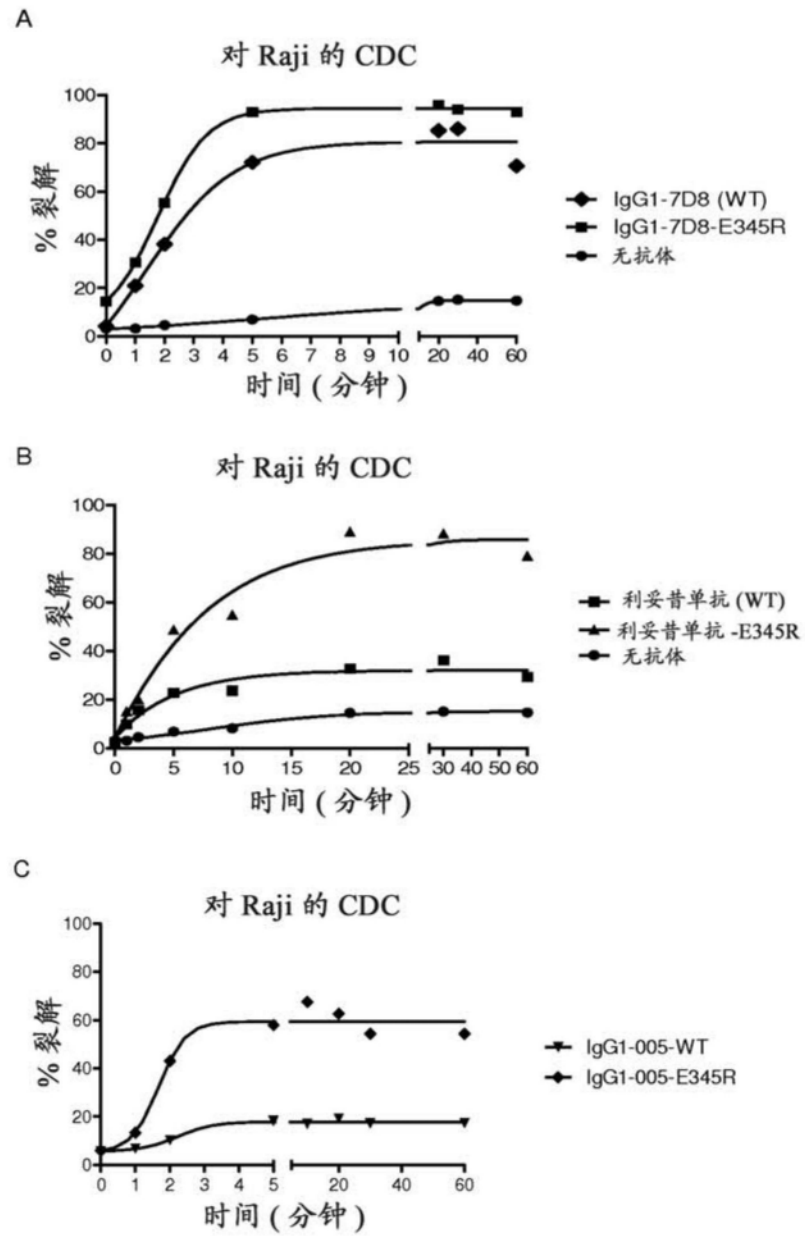 A
对 Raji 的 CDC
100
80
60
40
20
0
% 裂解
0 1 2 3 4 5 6 7 8 9 10 20 40 60
时间 ( 分钟 )
IgG1-7D8 (WT)
IgG1-7D8-E345R
无抗体
B
对 Raji 的 CDC
100
80
60
40
20
0
% 裂解
0 5 10 15 20 25 30 40 50 60
时间 ( 分钟 )
利妥昔单抗 (WT)
利妥昔单抗 -E345R
无抗体
C
对 Raji 的 CDC
100
80
60
40
20
0
% 裂解
0 1 2 3 4 5 20 40 60
时间 ( 分钟 )
IgG1-005-WT
IgG1-005-E345R